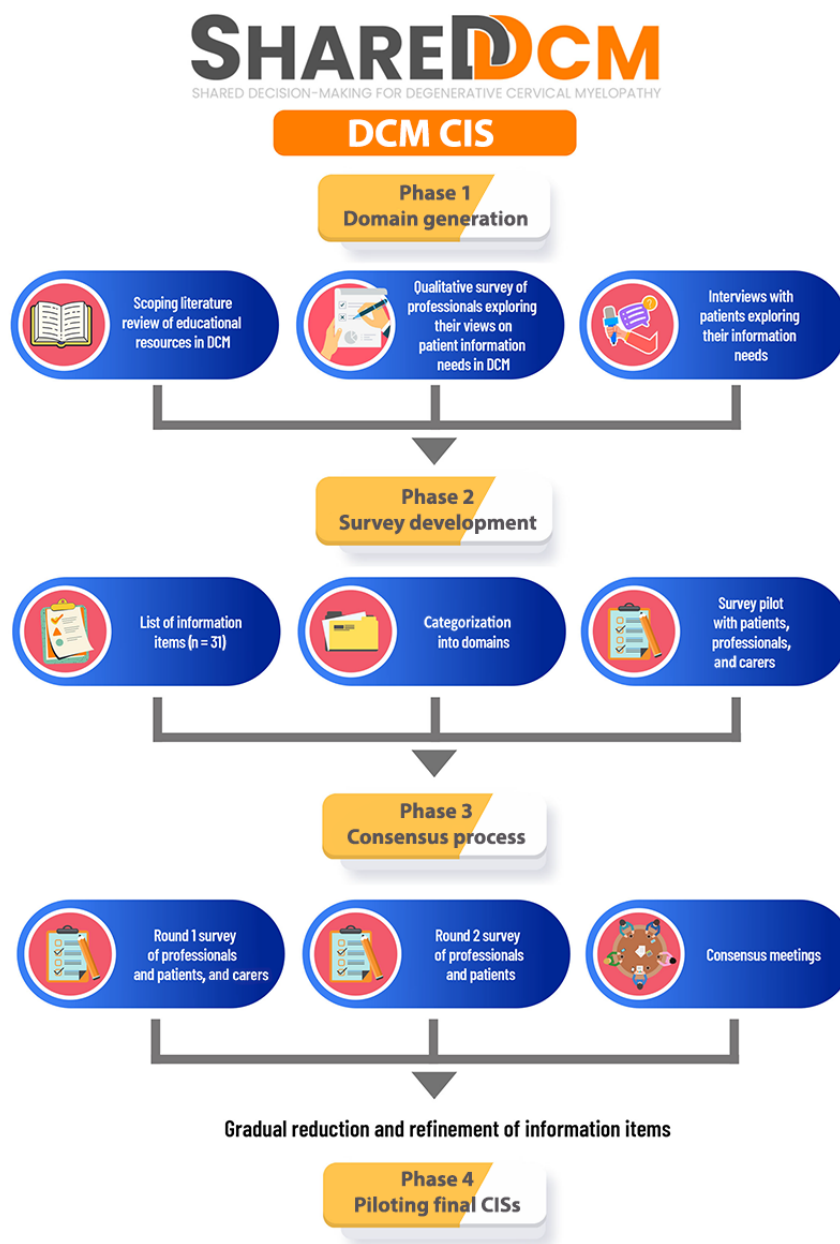 SHAREDDCM
SHARED DECISION-MAKING FOR DEGENERATIVE CERVICAL MYELOPATHY
DCM CIS
Phase 1
Domain generation
Scoping literature
review of educational
resources in DCM
Qualitative survey of
professionals exploring
their views on
patient information
needs in DCM
Interviews with
patients exploring
their information
needs
Phase 2
Survey development
List of information
items (n = 31)
Categorization
into domains
Survey pilot
with patients,
professionals,
and carers
Phase 3
Consensus process
Round 1 survey
of professionals
and patients, and carers
Round 2 survey
of professionals
and patients
Consensus meetings
Gradual reduction and refinement of information items
Phase 4
Piloting final CISs